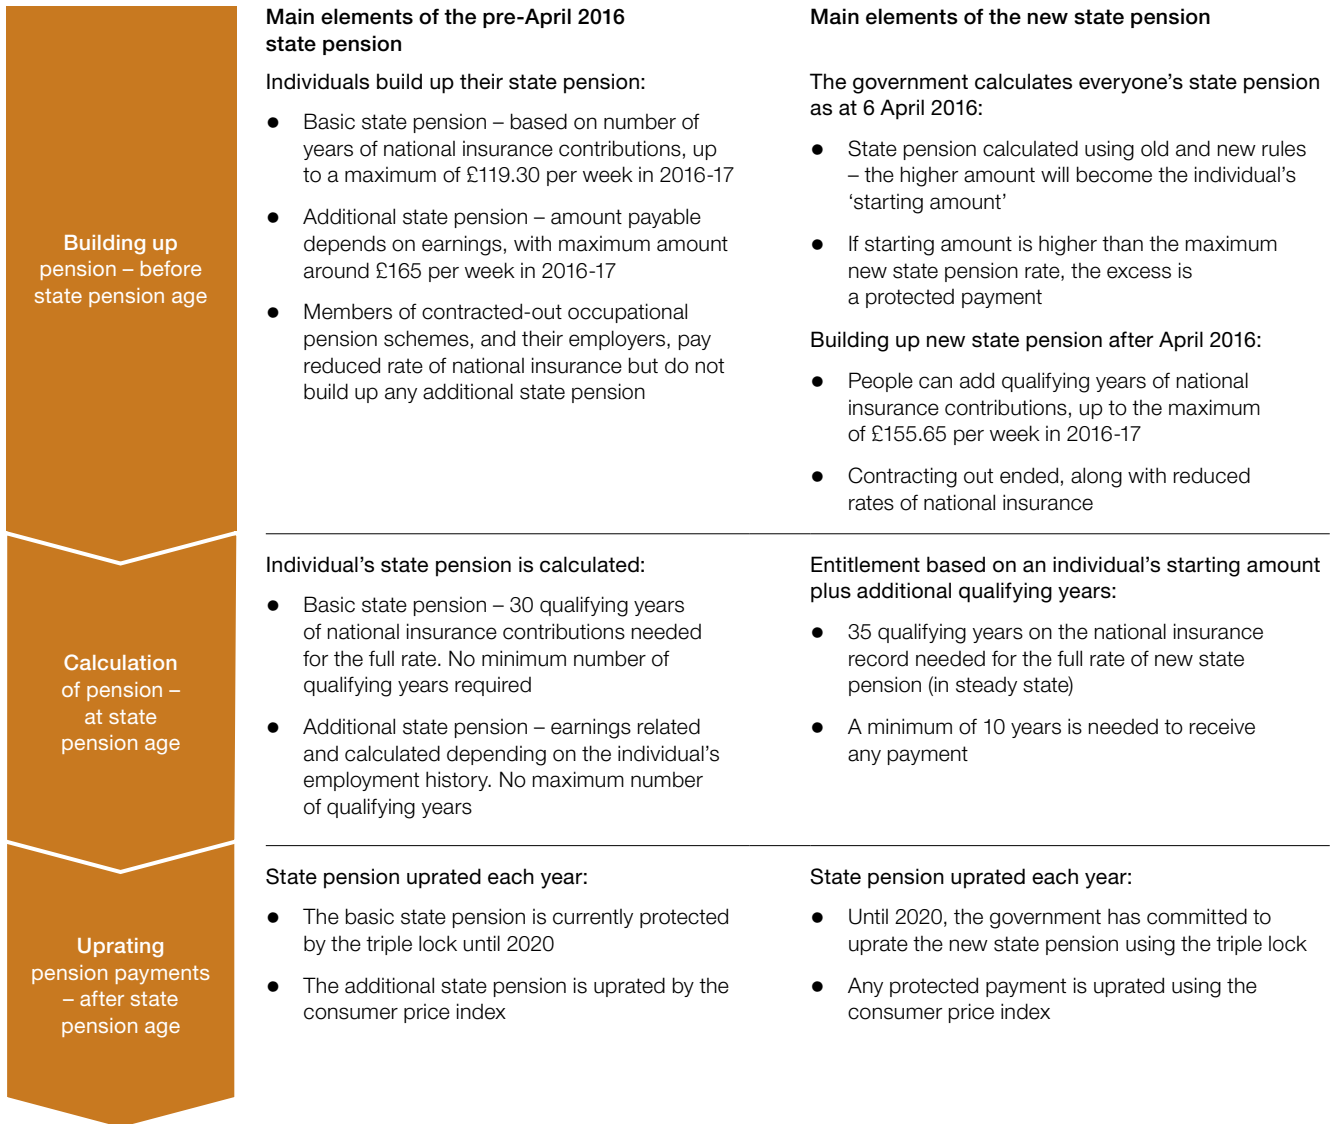 Main elements of the pre-April 2016
state pension
Main elements of the new state pension
Building up
pension – before
state pension age
Individuals build up their state pension:
● Basic state pension – based on number of
years of national insurance contributions, up
to a maximum of £119.30 per week in 2016-17
● Additional state pension – amount payable
depends on earnings, with maximum amount
around £165 per week in 2016-17
● Members of contracted-out occupational
pension schemes, and their employers, pay
reduced rate of national insurance but do not
build up any additional state pension
The government calculates everyone’s state pension
as at 6 April 2016:
● State pension calculated using old and new rules
– the higher amount will become the individual’s
‘starting amount’
● If starting amount is higher than the maximum
new state pension rate, the excess is
a protected payment
Building up new state pension after April 2016:
● People can add qualifying years of national
insurance contributions, up to the maximum
of £155.65 per week in 2016-17
● Contracting out ended, along with reduced
rates of national insurance
Calculation
of pension –
at state
pension age
Individual’s state pension is calculated:
● Basic state pension – 30 qualifying years
of national insurance contributions needed
for the full rate. No minimum number of
qualifying years required
● Additional state pension – earnings related
and calculated depending on the individual’s
employment history. No maximum number
of qualifying years
Entitlement based on an individual’s starting amount
plus additional qualifying years:
● 35 qualifying years on the national insurance
record needed for the full rate of new state
pension (in steady state)
● A minimum of 10 years is needed to receive
any payment
Uprating
pension payments
– after state
pension age
State pension uprated each year:
● The basic state pension is currently protected
by the triple lock until 2020
● The additional state pension is uprated by the
consumer price index
State pension uprated each year:
● Until 2020, the government has committed to
uprate the new state pension using the triple lock
● Any protected payment is uprated using the
consumer price index